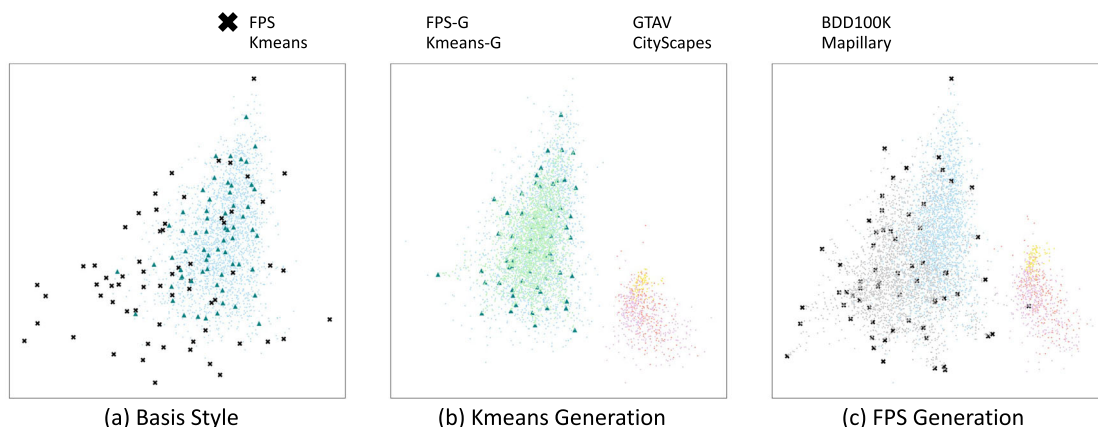 FPS FPS-G GTAV BDD100K
Kmeans Kmeans-G CityScapes Mapillary
(a) Basis Style (b) Kmeans Generation (c) FPS Generation